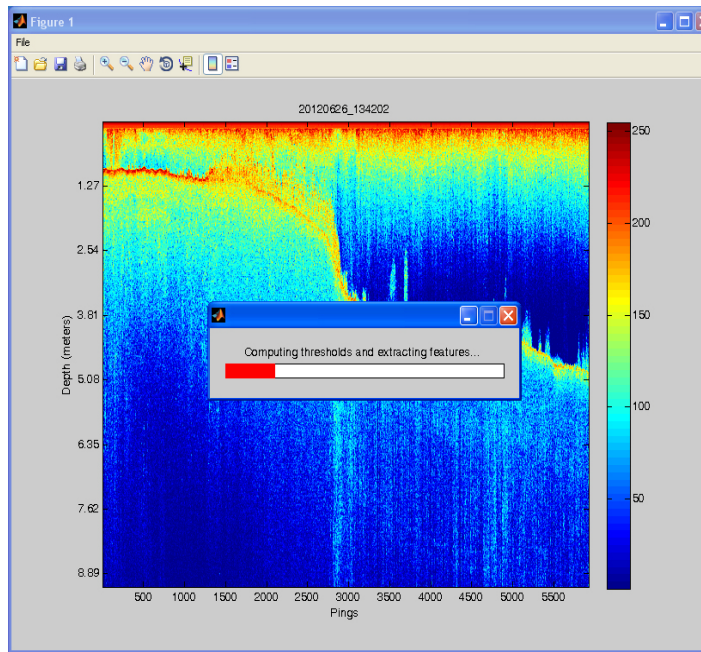 Figure 1
File
20120626_134202
250
200
150
100
50
1.27
2.54
3.81
5.08
6.35
7.62
8.89
Depth (meters)
Computing thresholds and extracting features...
500 1000 1500 2000 2500 3000 3500 4000 4500 5000 5500
Pings